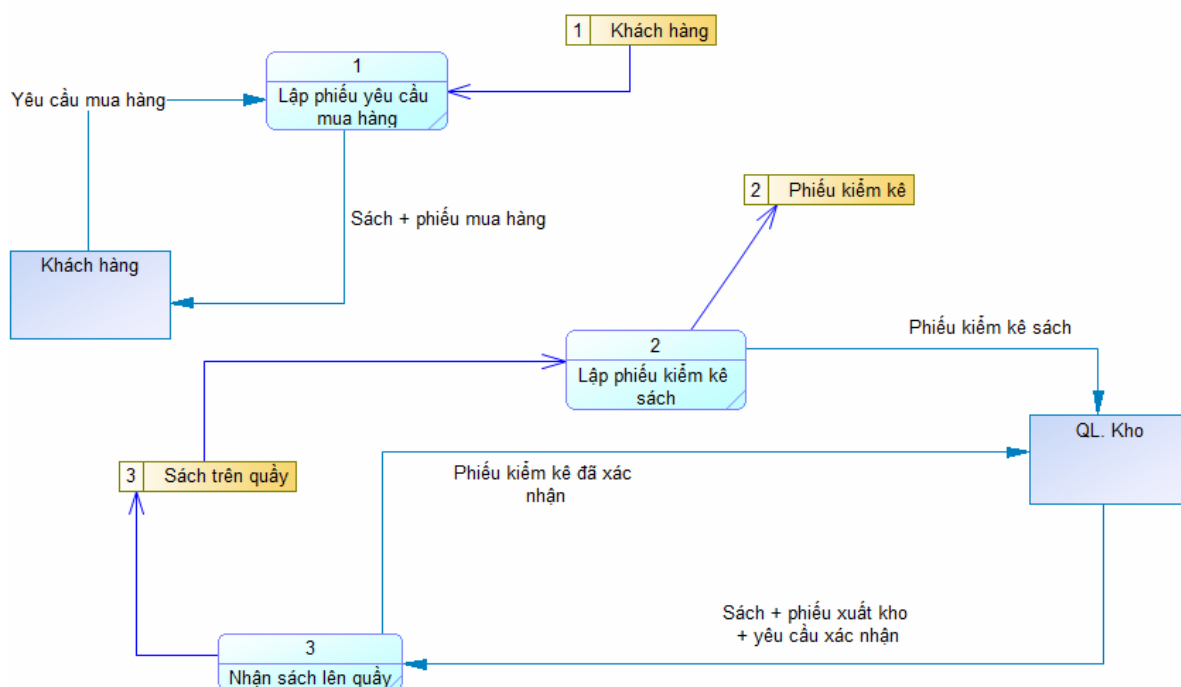 1 Khách hàng
1
Lập phiếu yêu cầu
mua hàng
Yêu cầu mua hàng
2 Phiếu kiểm kê
Sách + phiếu mua hàng
Khách hàng
Phiếu kiểm kê sách
2
Lập phiếu kiểm kê
sách
QL. Kho
3 Sách trên quầy
Phiếu kiểm kê đã xác
nhận
Sách + phiếu xuất kho
+ yêu cầu xác nhận
3
Nhận sách lên quầy